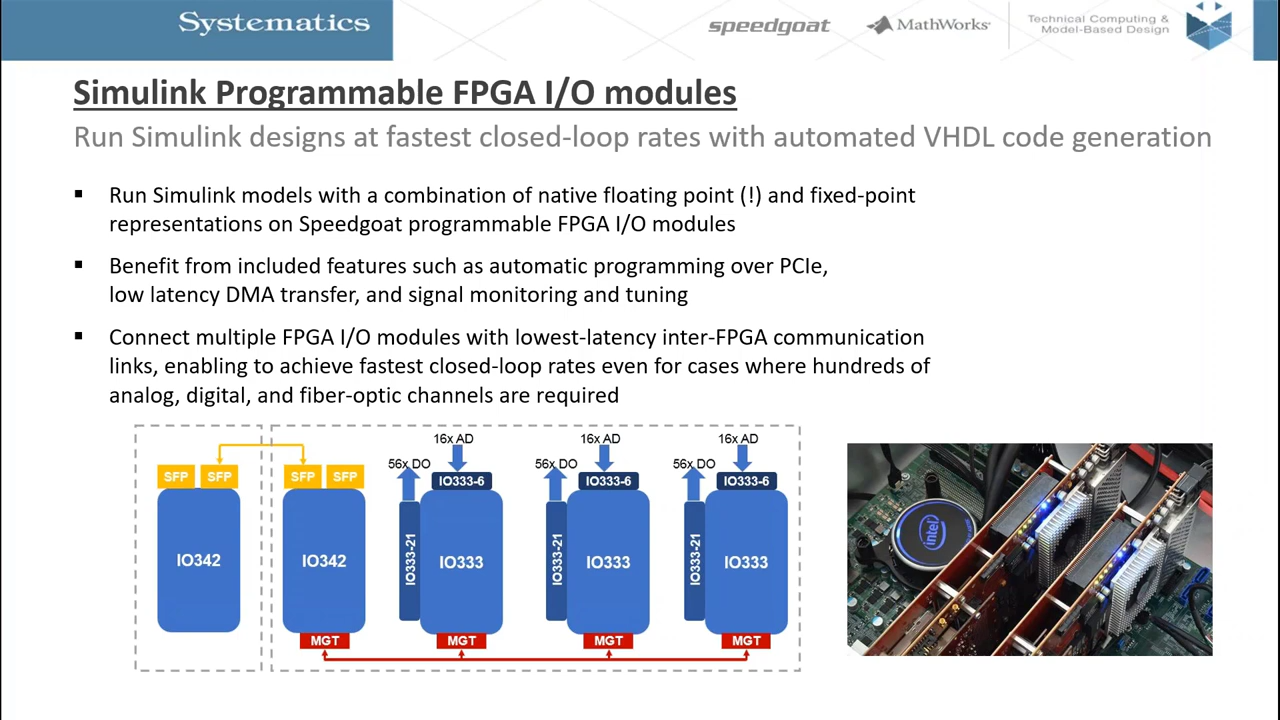 Systematics
speedgoat
MathWorks
Technical Computing &
Model-Based Design
Simulink Programmable FPGA I/O modules
Run Simulink designs at fastest closed-loop rates with automated VHDL code generation
Run Simulink models with a combination of native floating point (!) and fixed-point
representations on Speedgoat programmable FPGA I/O modules
Benefit from included features such as automatic programming over PCIe,
low latency DMA transfer, and signal monitoring and tuning
Connect multiple FPGA I/O modules with lowest-latency inter-FPGA communication
links, enabling to achieve fastest closed-loop rates even for cases where hundreds of
analog, digital, and fiber-optic channels are required
16x AD
16x AD
16x AD
56x DO
56x DO
56x DO
SFP
SFP
SFP
SFP
IO333-6
IO333-6
IO333-6
IO342
IO342
IO333-21
IO333
IO333-21
IO333
IO333-21
IO333
MGT
MGT
MGT
MGT
intel